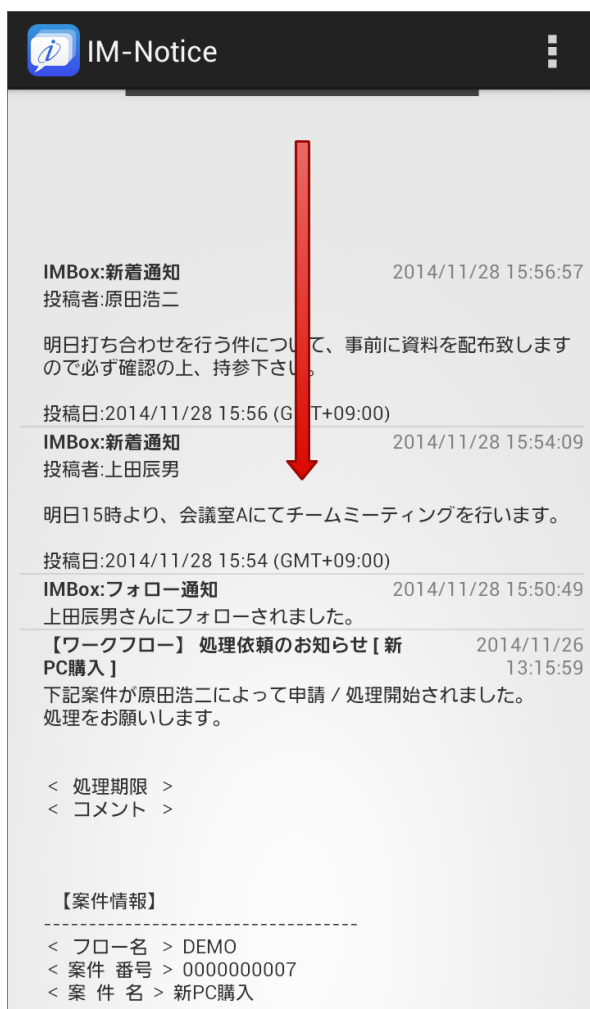 IM-Notice
IMBox:新着通知 2014/11/28 15:56:57
投稿者:原田浩二
明日打ち合わせを行う件について、事前に資料を配布致します
ので必ず確認の上、持参下さい。
投稿日:2014/11/28 15:56 (GMT+09:00)
IMBox:新着通知 2014/11/28 15:54:09
投稿者:上田辰男
明日15時より、会議室Aにてチームミーティングを行います。
投稿日:2014/11/28 15:54 (GMT+09:00)
IMBox:フォロー通知 2014/11/28 15:50:49
上田辰男さんにフォローされました。
【ワークフロー】 処理依頼のお知らせ [ 新 2014/11/26
PC購入 ] 13:15:59
下記案件が原田浩二によって申請 / 処理開始されました。
処理をお願いします。
< 処理期限 >
< コメント >
【案件情報】
-----------------------------------
< フロー名 > DEMO
< 案件 番号 > 0000000007
< 案 件 名 > 新PC購入